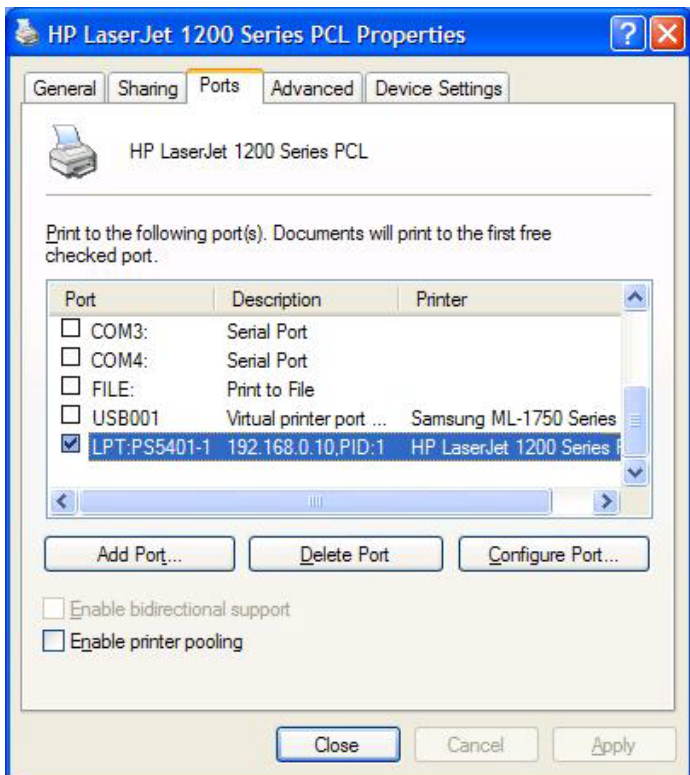 HP LaserJet 1200 Series PCL Properties
General Sharing Ports Advanced Device Settings
HP LaserJet 1200 Series PCL
Print to the following port(s). Documents will print to the first free
checked port.
Port Description Printer
COM3: Serial Port
COM4: Serial Port
FILE: Print to File
USB001 Virtual printer port ... Samsung ML-1750 Series
LPT:PS5401-1 192.168.0.10,PID:1 HP LaserJet 1200 Series
Add Port... Delete Port Configure Port...
Enable bidirectional support
Enable printer pooling
Close Cancel Apply